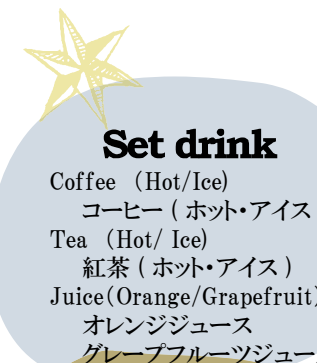 Set drink
Coffee (Hot/Ice)
コーヒー ( ホット・アイス
Tea (Hot/ Ice)
紅茶 ( ホット・アイス )
Juice(Orange/Grapefruit)
オレンジジュース
グレープフルーツジュー